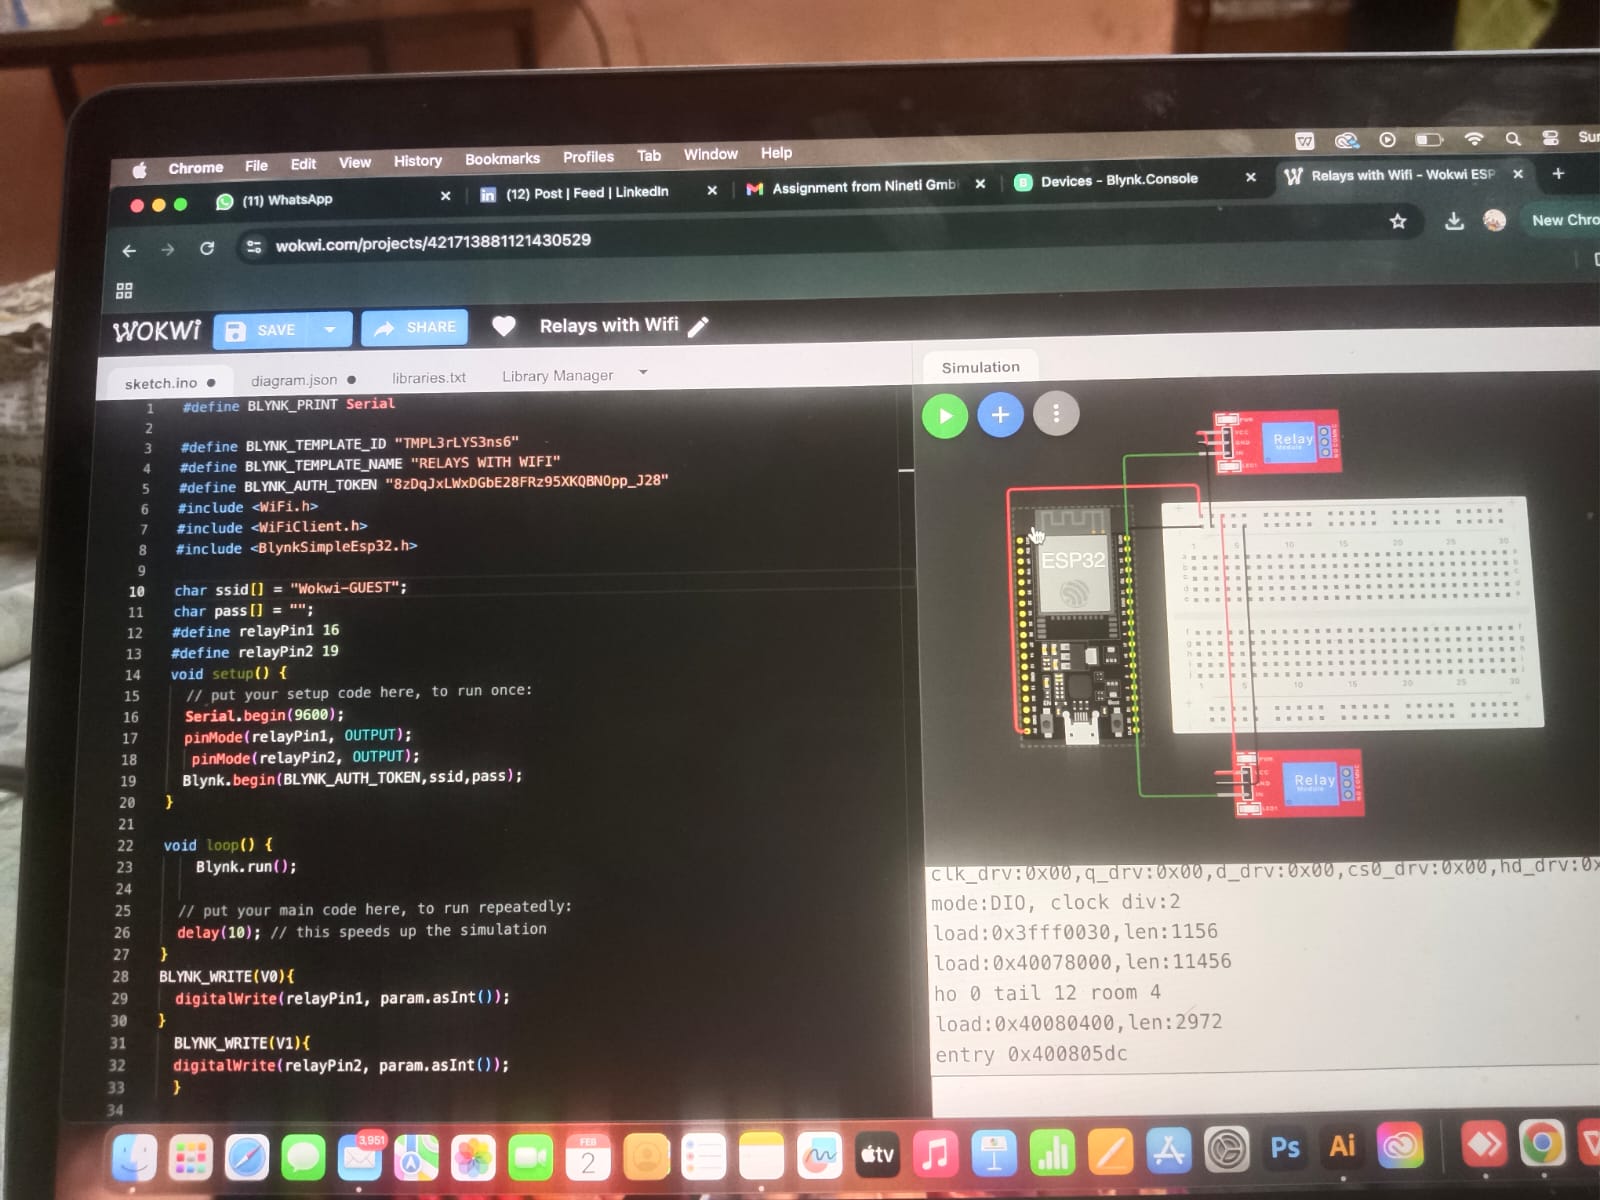 Chrome File Edit View History Bookmarks Profiles Tab Window Help
(11) WhatsApp
(12) Post | Feed | LinkedIn
Assignment from Nineti Gmb
Devices - Blynk.Console
Relays with Wifi - Wokwi ESP
wokwi.com/projects/421713881121430529
New Chro
WOKWi SAVE SHARE Relays with Wifi
sketch.ino diagram.json libraries.txt Library Manager
Simulation
1 #define BLYNK_PRINT Serial
2
3 #define BLYNK_TEMPLATE_ID "TMPL3rLYS3ns6"
4 #define BLYNK_TEMPLATE_NAME "RELAYS WITH WIFI"
5 #define BLYNK_AUTH_TOKEN "8zDqJxLWxDGbE28FRz95XKQBNOpp_J28"
6 #include <WiFi.h>
7 #include <WiFiClient.h>
8 #include <BlynkSimpleEsp32.h>
9
10 char ssid[] = "Wokwi-GUEST";
11 char pass[] = "";
12 #define relayPin1 16
13 #define relayPin2 19
14 void setup() {
15 // put your setup code here, to run once:
16 Serial.begin(9600);
17 pinMode(relayPin1, OUTPUT);
18 pinMode(relayPin2, OUTPUT);
19 Blynk.begin(BLYNK_AUTH_TOKEN,ssid,pass);
20 }
21
22 void loop() {
23 Blynk.run();
24
25 // put your main code here, to run repeatedly:
26 delay(10); // this speeds up the simulation
27 }
28 BLYNK_WRITE(V0){
29 digitalWrite(relayPin1, param.asInt());
30 }
31 BLYNK_WRITE(V1){
32 digitalWrite(relayPin2, param.asInt());
33 }
34
Relay
Module
ESP32
Relay
Module
clk_drv:0x00,q_drv:0x00,d_drv:0x00,cs0_drv:0x00,hd_drv:0x
mode:DIO, clock div:2
load:0x3fff0030,len:1156
load:0x40078000,len:11456
ho 0 tail 12 room 4
load:0x40080400,len:2972
entry 0x400805dc
3,951
FEB
2
tv
Ps
Ai